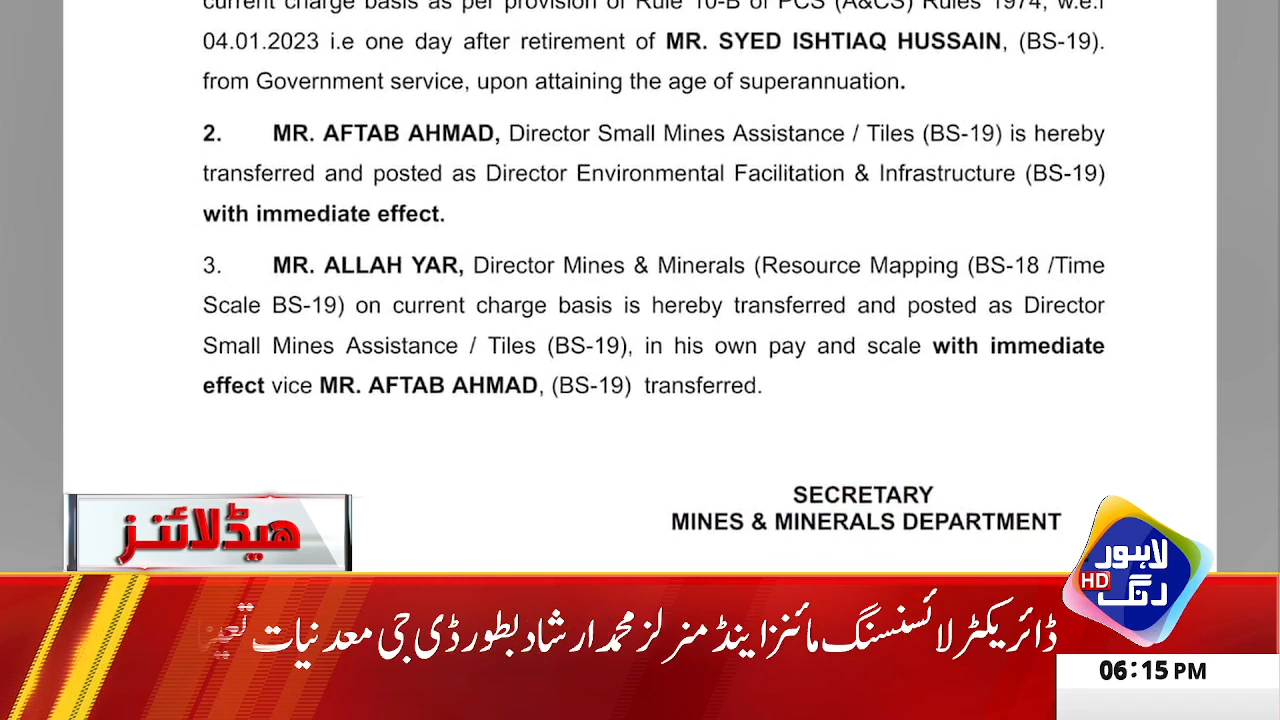 current charge basis as per provision of Rule 10-B of PCS (A&CS) Rules 1974, w.e.f
04.01.2023 i.e one day after retirement of MR. SYED ISHTIAQ HUSSAIN, (BS-19).
from Government service, upon attaining the age of superannuation.
2. MR. AFTAB AHMAD, Director Small Mines Assistance / Tiles (BS-19) is hereby
transferred and posted as Director Environmental Facilitation & Infrastructure (BS-19)
with immediate effect.
3. MR. ALLAH YAR, Director Mines & Minerals (Resource Mapping (BS-18 /Time
Scale BS-19) on current charge basis is hereby transferred and posted as Director
Small Mines Assistance / Tiles (BS-19), in his own pay and scale with immediate
effect vice MR. AFTAB AHMAD, (BS-19) transferred.
SECRETARY
MINES & MINERALS DEPARTMENT
ہیڈلائنز
لاہور
رنگ
HD
ڈائریکٹر لائسنسنگ مائنز اینڈ منرلز محمد ارشاد بطور ڈی جی معدنیات
06:15 PM